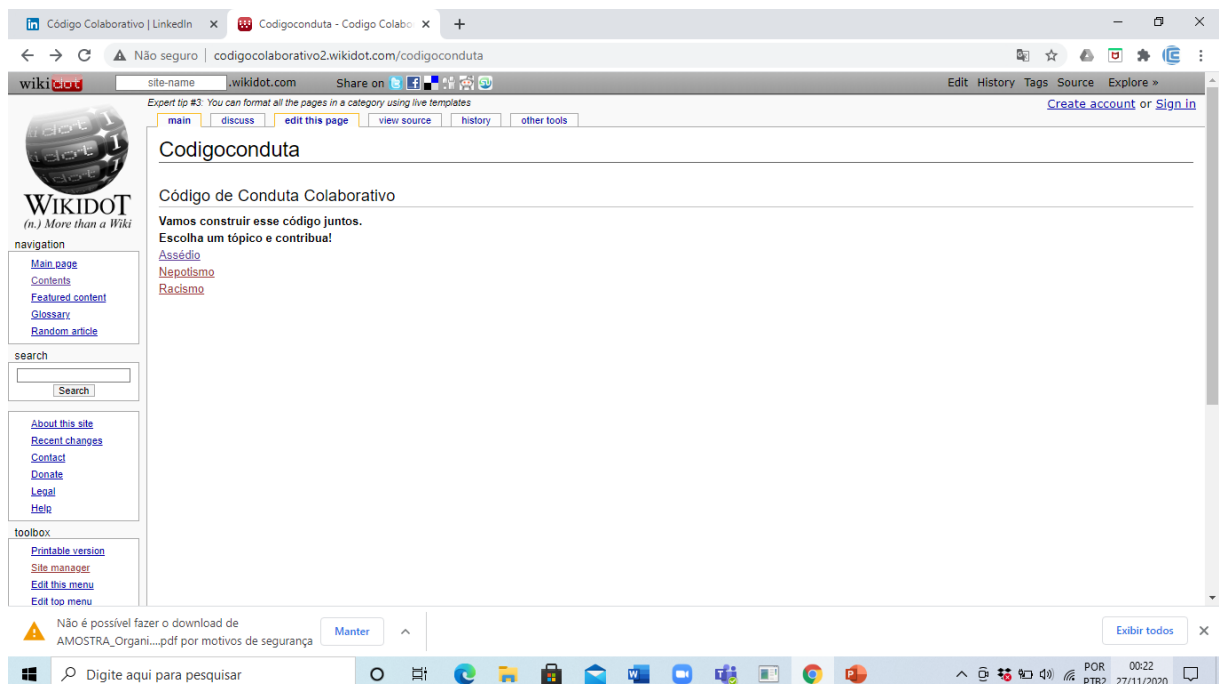 Código Colaborativo | LinkedIn
Codigoconduta - Codigo Colabo
Não seguro | codigocolaborativo2.wikidot.com/codigoconduta
wikidot site-name .wikidot.com Share on Edit History Tags Source Explore »
Expert tip #3: You can format all the pages in a category using live templates
Create account or Sign in
main discuss edit this page view source history other tools
Codigoconduta
Código de Conduta Colaborativo
Vamos construir esse código juntos.
Escolha um tópico e contribua!
Assédio
Nepotismo
Racismo
WIKIDOT
(n.) More than a Wiki
navigation
Main page
Contents
Featured content
Glossary
Random article
search
Search
About this site
Recent changes
Contact
Donate
Legal
Help
toolbox
Printable version
Site manager
Edit this menu
Edit top menu
Não é possível fazer o download de
AMOSTRA_Organi....pdf por motivos de segurança
Manter
Exibir todos
Digite aqui para pesquisar
POR
PTB2
00:22
27/11/2020